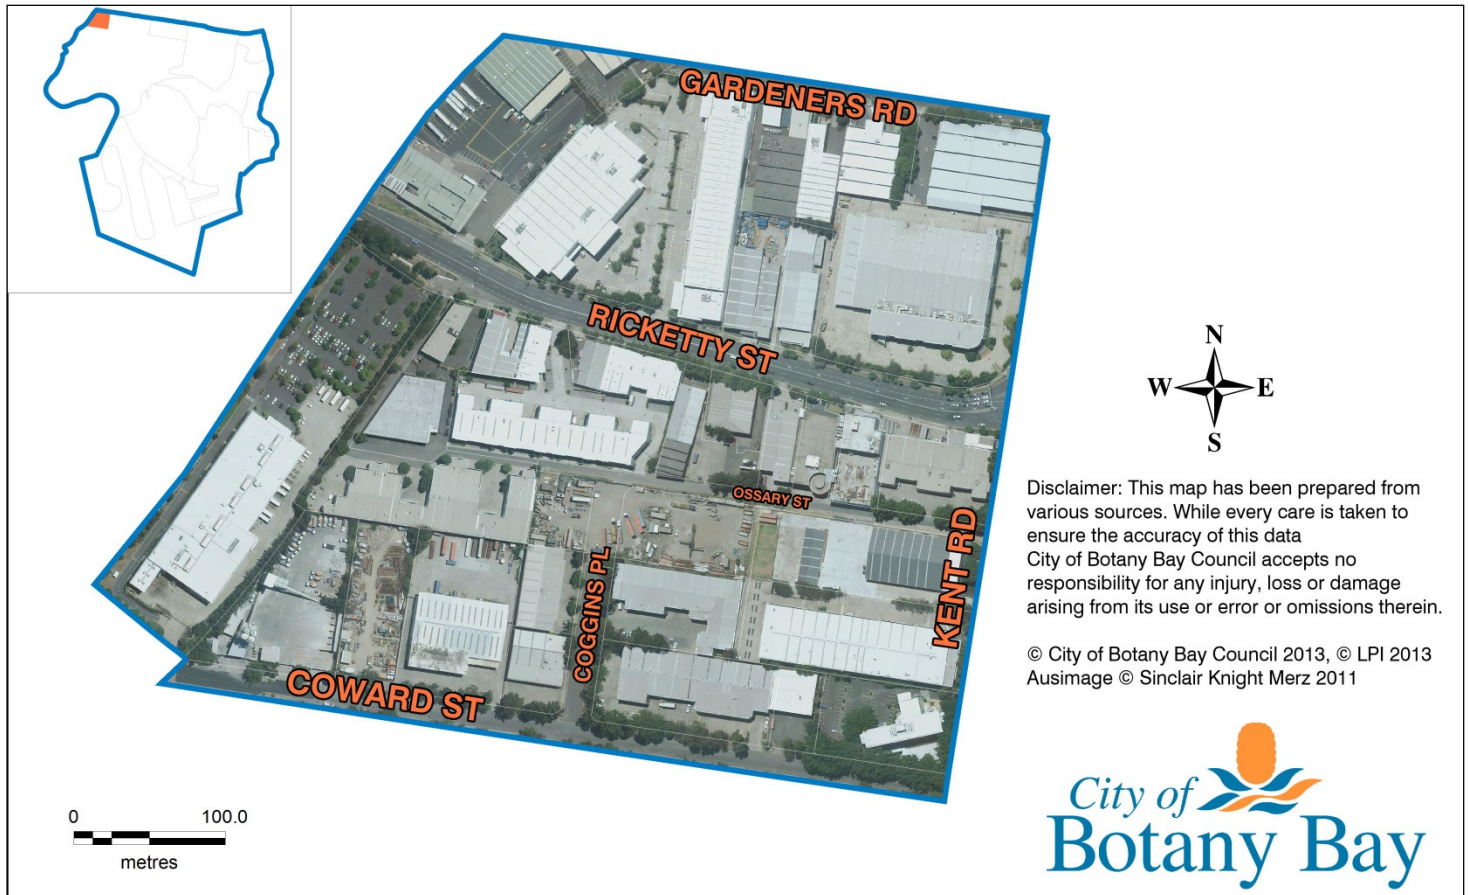 GARDENERS RD
RICKETTY ST
OSSARY ST
KENT RD
COGGINS PL
COWARD ST
N
W E
S
Disclaimer: This map has been prepared from
various sources. While every care is taken to
ensure the accuracy of this data
City of Botany Bay Council accepts no
responsibility for any injury, loss or damage
arising from its use or error or omissions therein.
© City of Botany Bay Council 2013, © LPI 2013
Ausimage © Sinclair Knight Merz 2011
0 100.0
metres
City of
Botany Bay